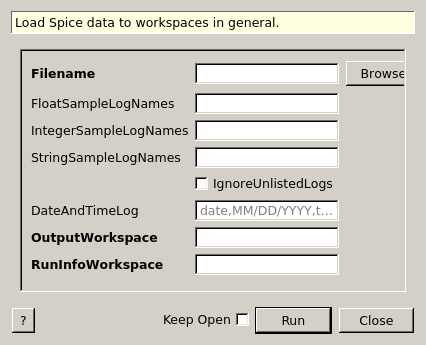 Load Spice data to workspaces in general.
Filename Browse
FloatSampleLogNames
IntegerSampleLogNames
StringSampleLogNames
IgnoreUnlistedLogs
DateAndTimeLog date,MM/DD/YYYY,t...
OutputWorkspace
RunInfoWorkspace
? Keep Open Run Close